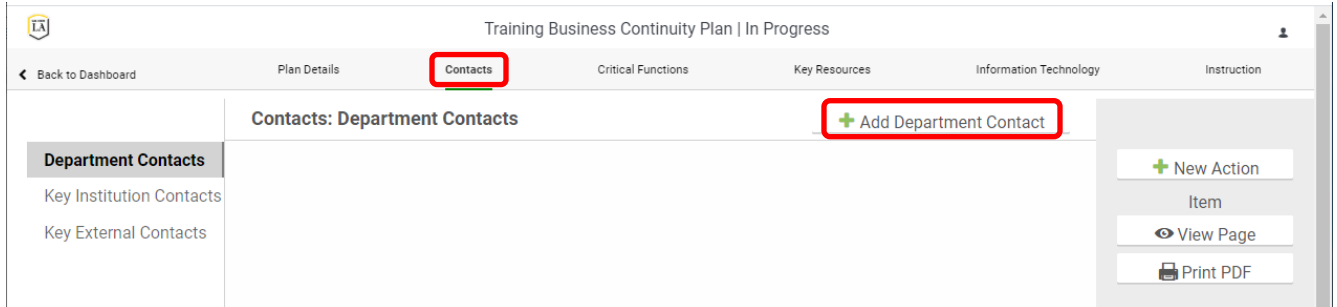 LA
Training Business Continuity Plan | In Progress
Back to Dashboard
Plan Details
Contacts
Critical Functions
Key Resources
Information Technology
Instruction
Contacts: Department Contacts
Add Department Contact
Department Contacts
Key Institution Contacts
Key External Contacts
New Action
Item
View Page
Print PDF